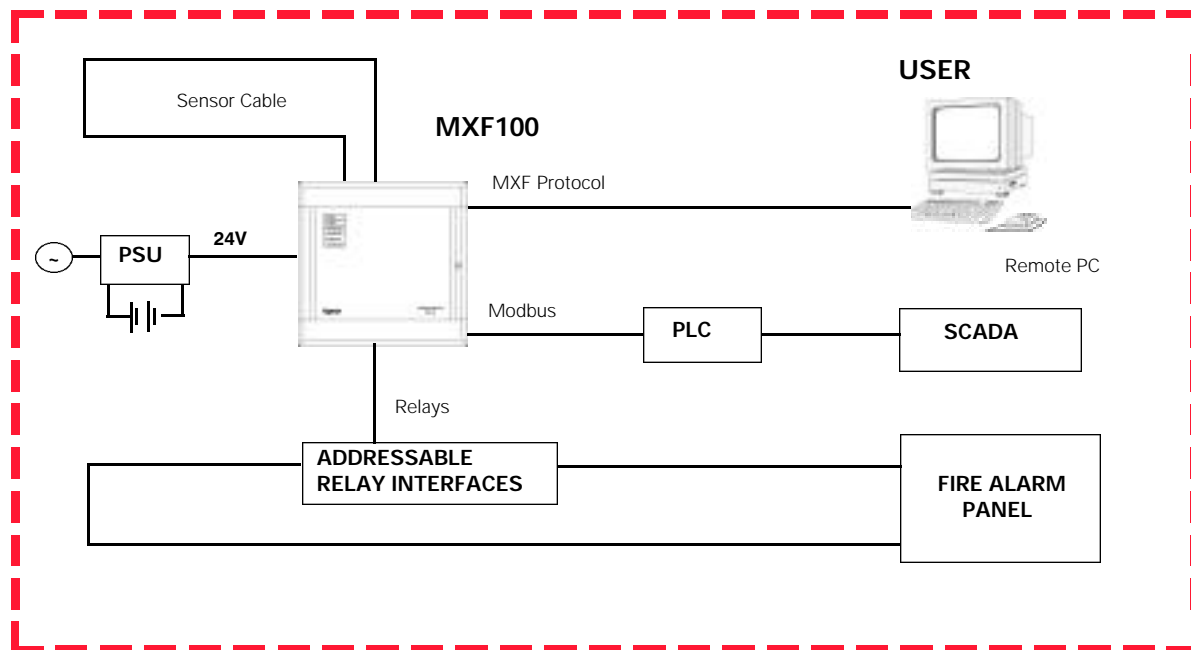 USER
Sensor Cable
MXF100
MXF Protocol
24V
PSU
~
Remote PC
Modbus
PLC
SCADA
Relays
ADDRESSABLE
RELAY INTERFACES
FIRE ALARM
PANEL